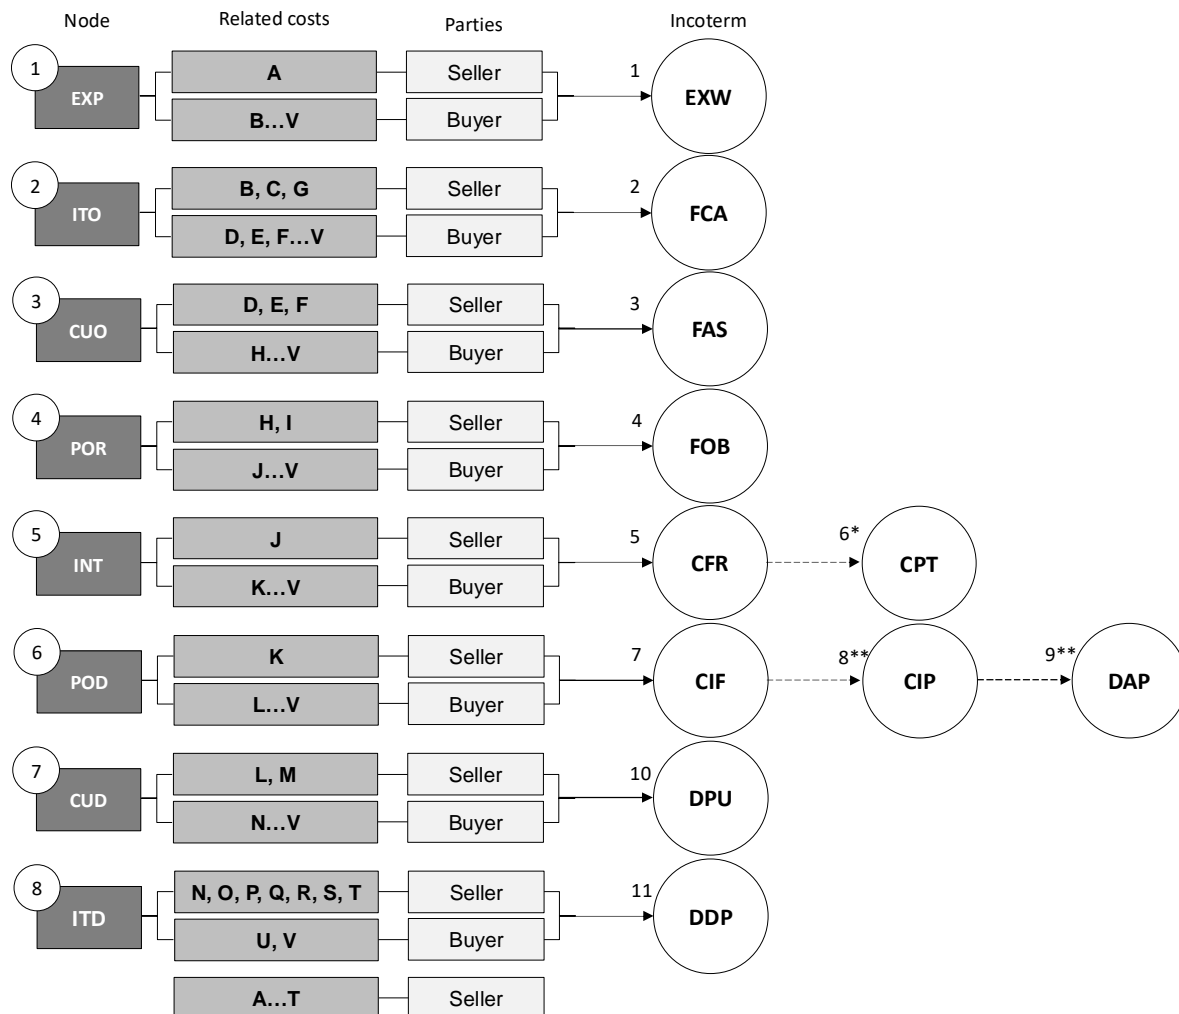 Node Related costs Parties Incoterm
1 EXP A Seller 1 EXW
B...V Buyer
2 ITO B, C, G Seller 2 FCA
D, E, F...V Buyer
3 CUO D, E, F Seller 3 FAS
H...V Buyer
4 POR H, I Seller 4 FOB
J...V Buyer
5 INT J Seller 5 CFR 6* CPT
K...V Buyer
6 POD K Seller 7 CIF 8** CIP 9** DAP
L...V Buyer
7 CUD L, M Seller 10 DPU
N...V Buyer
8 ITD N, O, P, Q, R, S, T Seller 11 DDP
U, V Buyer
A...T Seller